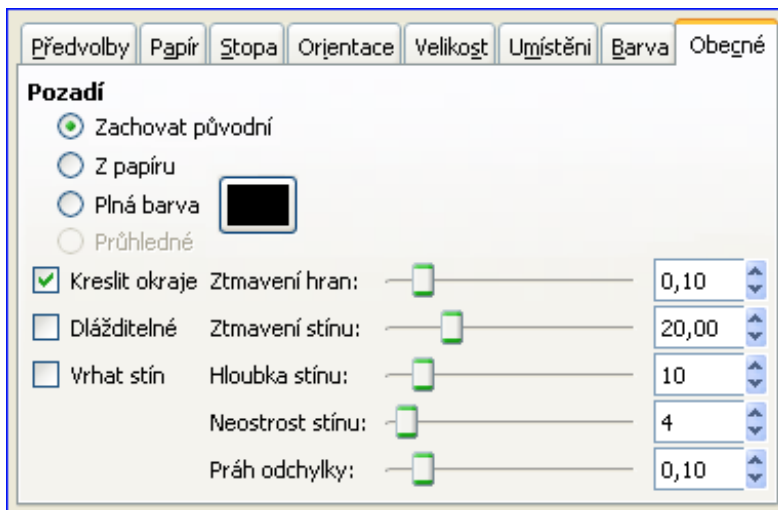 Předvolby Papír Stopa Orientace Velikost Umístěni Barva Obecné
Pozadí
Zachovat původní
Z papíru
Plná barva
Průhledné
Kreslit okraje Ztmavení hran: 0,10
Dlážditelné Ztmavení stínu: 20,00
Vrhat stín Hloubka stínu: 10
Neostrost stínu: 4
Práh odchylky: 0,10